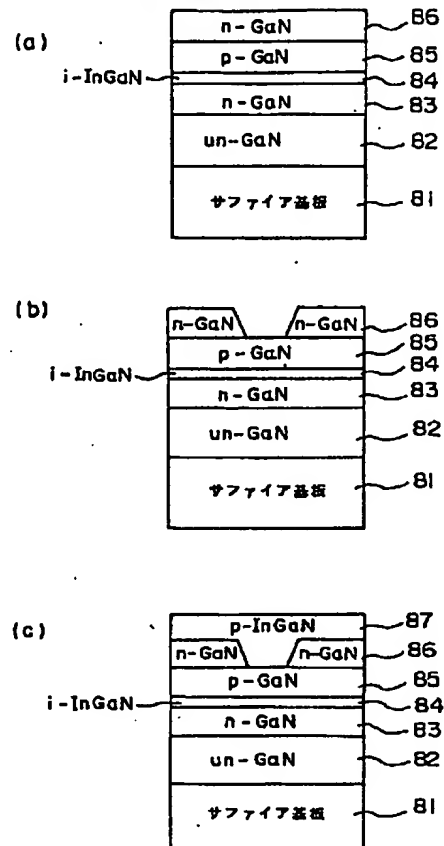 (a)
n-GaN 86
p-GaN 85
i-InGaN 84
n-GaN 83
un-GaN 82
サファイア基板 81
(b)
n-GaN n-GaN 86
p-GaN 85
i-InGaN 84
n-GaN 83
un-GaN 82
サファイア基板 81
(c)
p-InGaN 87
n-GaN n-GaN 86
p-GaN 85
i-InGaN 84
n-GaN 83
un-GaN 82
サファイア基板 81